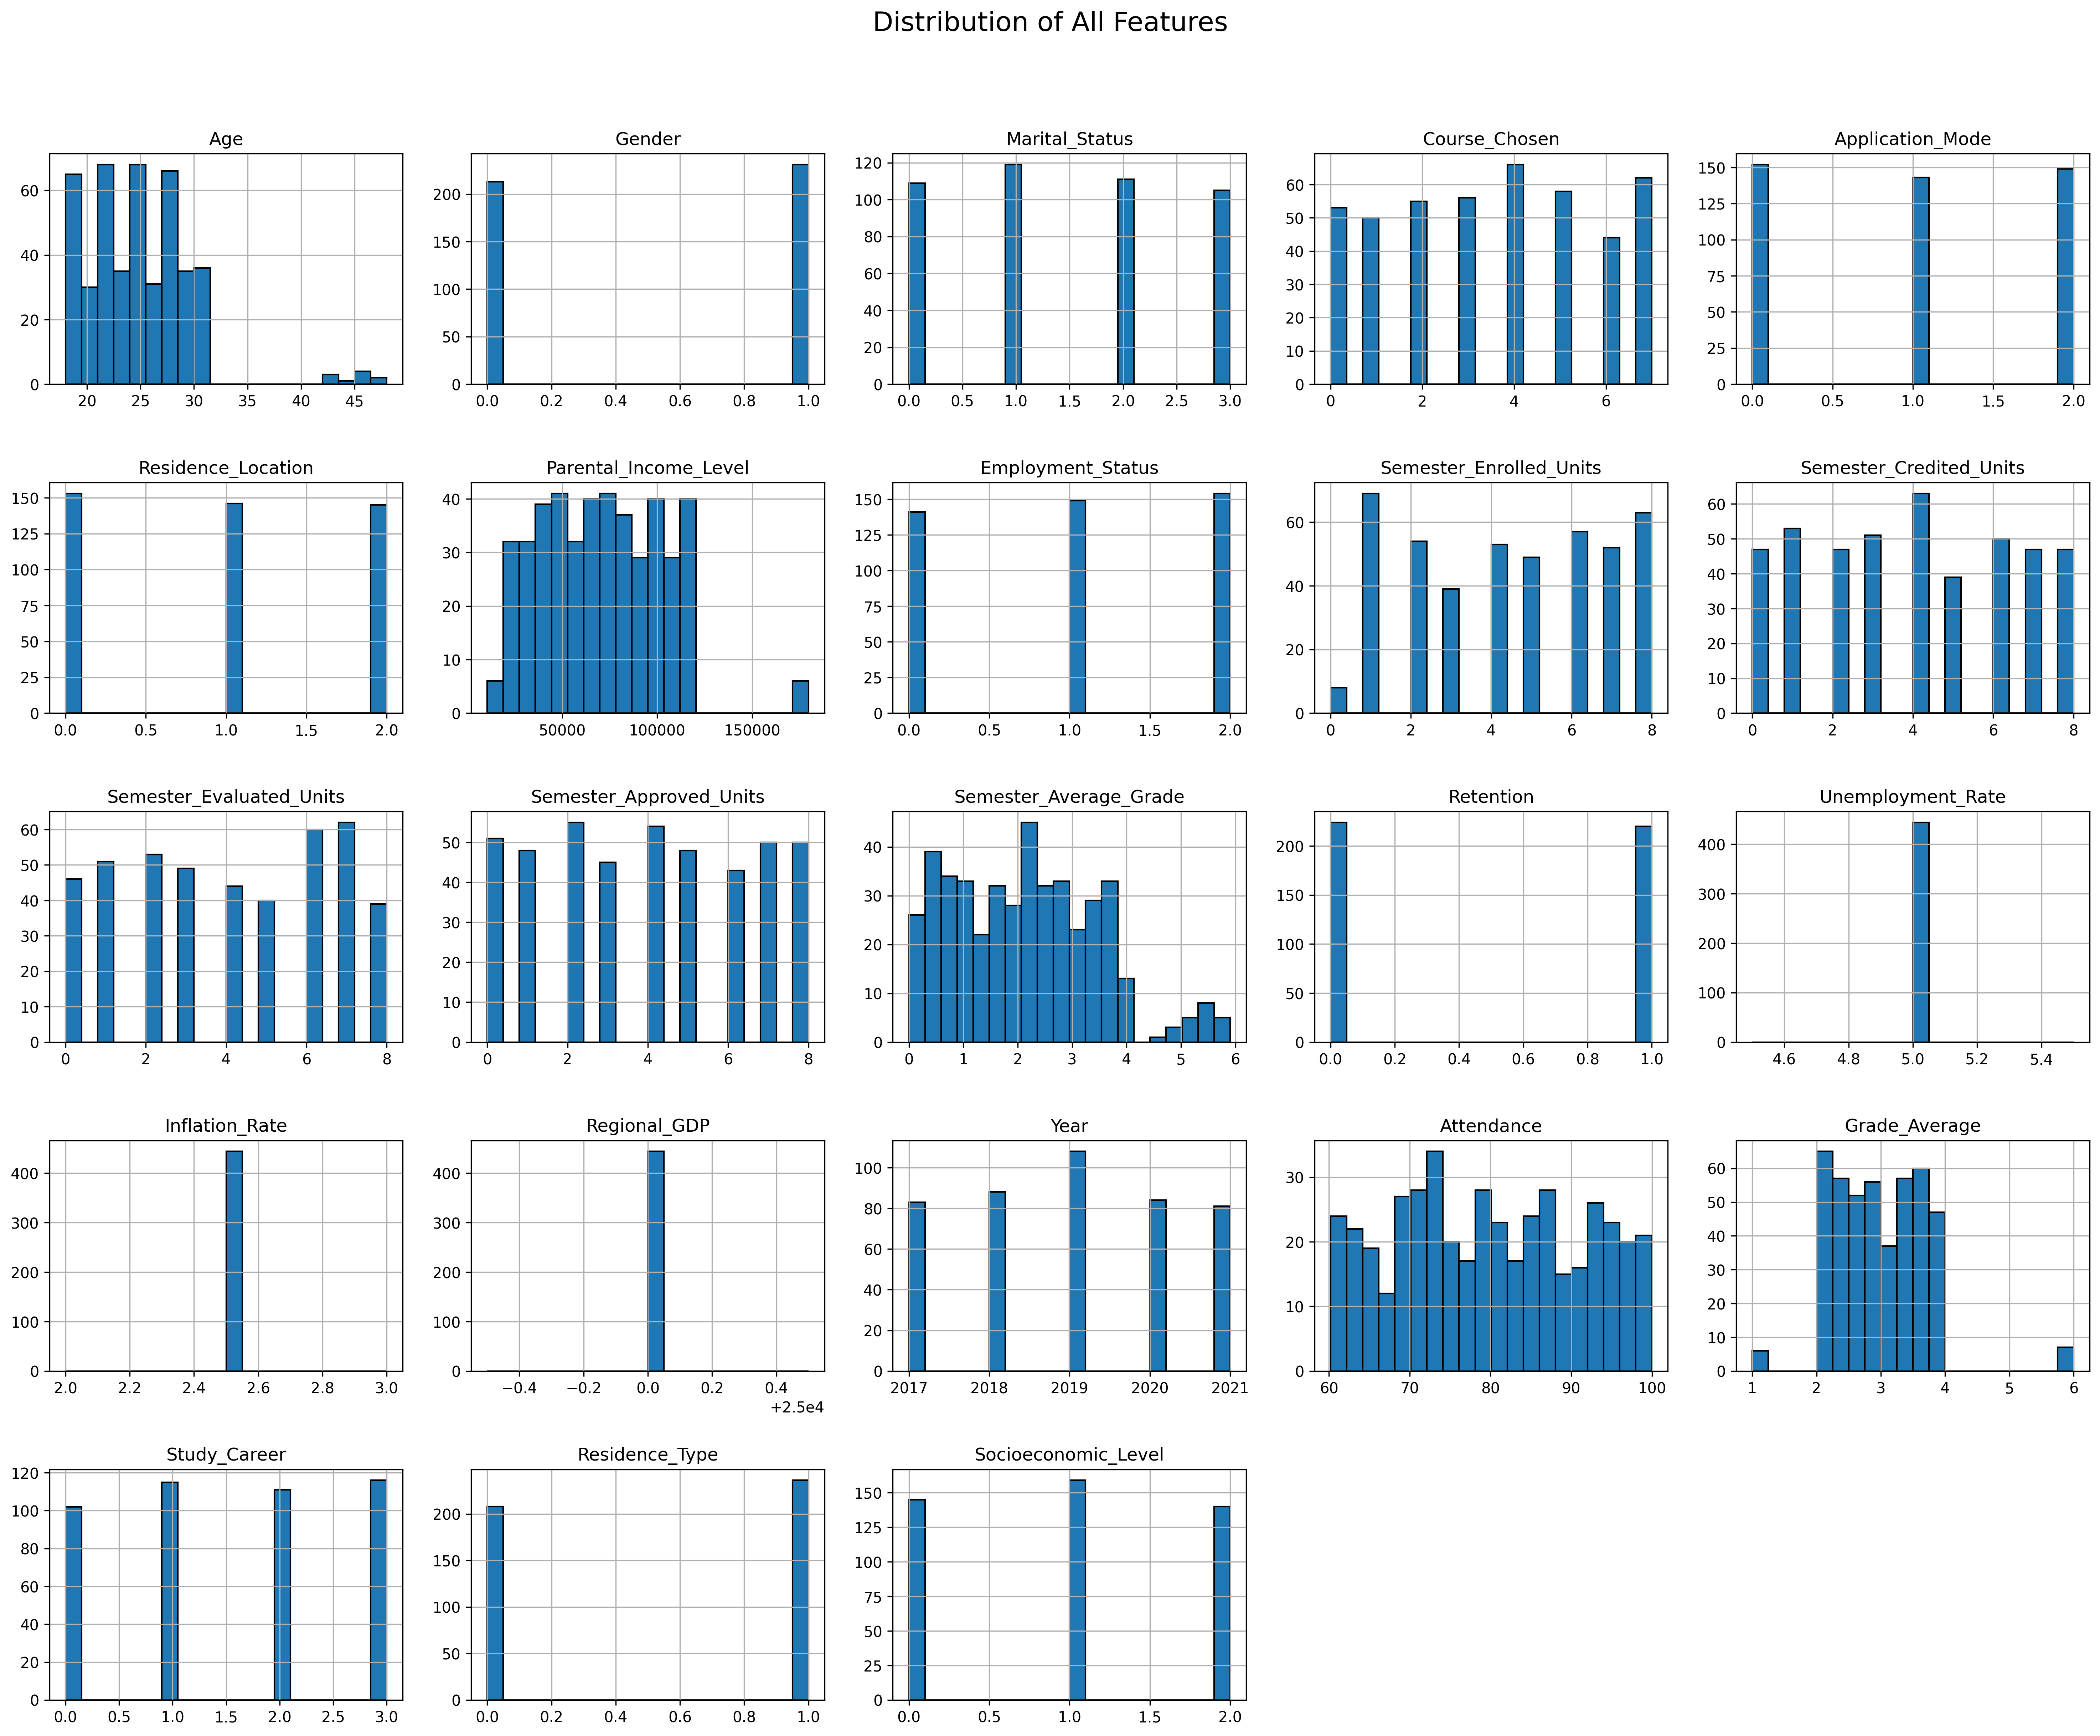 Distribution of All Features
Age
Gender
Marital_Status
Course_Chosen
Application_Mode
60
40
20
0
20 25 30 35 40 45
200
150
100
50
0
0.0 0.2 0.4 0.6 0.8 1.0
120
100
80
60
40
20
0
0.0 0.5 1.0 1.5 2.0 2.5 3.0
60
50
40
30
20
10
0
0 2 4 6
150
125
100
75
50
25
0
0.0 0.5 1.0 1.5 2.0
Residence_Location
Parental_Income_Level
Employment_Status
Semester_Enrolled_Units
Semester_Credited_Units
150
125
100
75
50
25
0
0.0 0.5 1.0 1.5 2.0
40
30
20
10
0
50000 100000 150000
150
125
100
75
50
25
0
0.0 0.5 1.0 1.5 2.0
60
40
20
0
0 2 4 6 8
60
50
40
30
20
10
0
0 2 4 6 8
Semester_Evaluated_Units
Semester_Approved_Units
Semester_Average_Grade
Retention
Unemployment_Rate
60
50
40
30
20
10
0
0 2 4 6 8
50
40
30
20
10
0
0 2 4 6 8
40
30
20
10
0
0 1 2 3 4 5 6
200
150
100
50
0
0.0 0.2 0.4 0.6 0.8 1.0
400
300
200
100
0
4.6 4.8 5.0 5.2 5.4
Inflation_Rate
Regional_GDP
Year
Attendance
Grade_Average
400
300
200
100
0
2.0 2.2 2.4 2.6 2.8 3.0
400
300
200
100
0
−0.4 −0.2 0.0 0.2 0.4
+2.5e4
100
80
60
40
20
0
2017 2018 2019 2020 2021
30
20
10
0
60 70 80 90 100
60
50
40
30
20
10
0
1 2 3 4 5 6
Study_Career
Residence_Type
Socioeconomic_Level
120
100
80
60
40
20
0
0.0 0.5 1.0 1.5 2.0 2.5 3.0
200
150
100
50
0
0.0 0.2 0.4 0.6 0.8 1.0
150
125
100
75
50
25
0
0.0 0.5 1.0 1.5 2.0